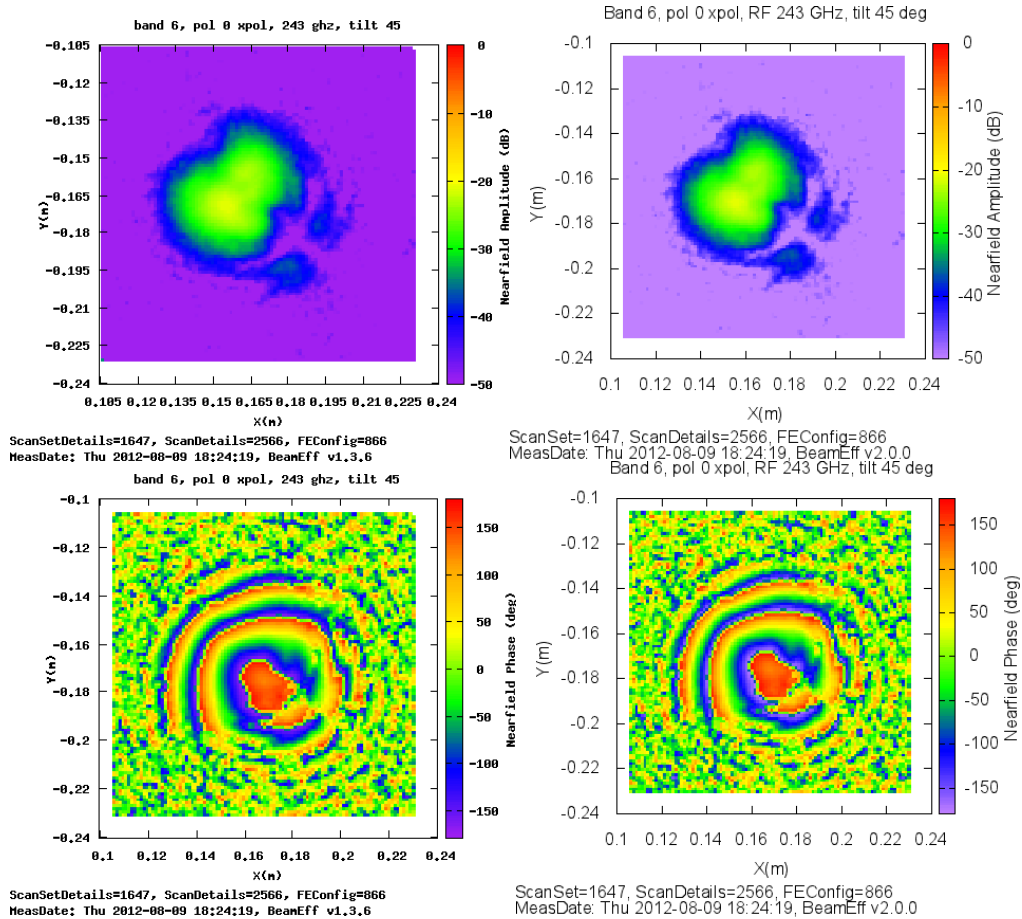 band 6, pol 0 xpol, 243 ghz, tilt 45
-0.105
-0.12
-0.135
-0.15
-0.165
-0.18
-0.195
-0.21
-0.225
-0.24
Y(m)
0.105 0.12 0.135 0.15 0.165 0.18 0.195 0.21 0.225 0.24
X(m)
0
-10
-20
-30
-40
-50
Nearfield Amplitude (dB)
ScanSetDetails=1647, ScanDetails=2566, FEConfig=866
MeasDate: Thu 2012-08-09 18:24:19, BeamEff v1.3.6
Band 6, pol 0 xpol, RF 243 GHz, tilt 45 deg
-0.1
-0.12
-0.14
-0.16
-0.18
-0.2
-0.22
-0.24
Y(m)
0.1 0.12 0.14 0.16 0.18 0.2 0.22 0.24
X(m)
0
-10
-20
-30
-40
-50
Nearfield Amplitude (dB)
ScanSet=1647, ScanDetails=2566, FEConfig=866
MeasDate: Thu 2012-08-09 18:24:19, BeamEff v2.0.0
band 6, pol 0 xpol, 243 ghz, tilt 45
-0.1
-0.12
-0.14
-0.16
-0.18
-0.2
-0.22
-0.24
Y(m)
0.1 0.12 0.14 0.16 0.18 0.2 0.22 0.24
X(m)
150
100
50
0
-50
-100
-150
Nearfield Phase (deg)
ScanSetDetails=1647, ScanDetails=2566, FEConfig=866
MeasDate: Thu 2012-08-09 18:24:19, BeamEff v1.3.6
Band 6, pol 0 xpol, RF 243 GHz, tilt 45 deg
-0.1
-0.12
-0.14
-0.16
-0.18
-0.2
-0.22
-0.24
Y(m)
0.1 0.12 0.14 0.16 0.18 0.2 0.22 0.24
X(m)
150
100
50
0
-50
-100
-150
Nearfield Phase (deg)
ScanSet=1647, ScanDetails=2566, FEConfig=866
MeasDate: Thu 2012-08-09 18:24:19, BeamEff v2.0.0